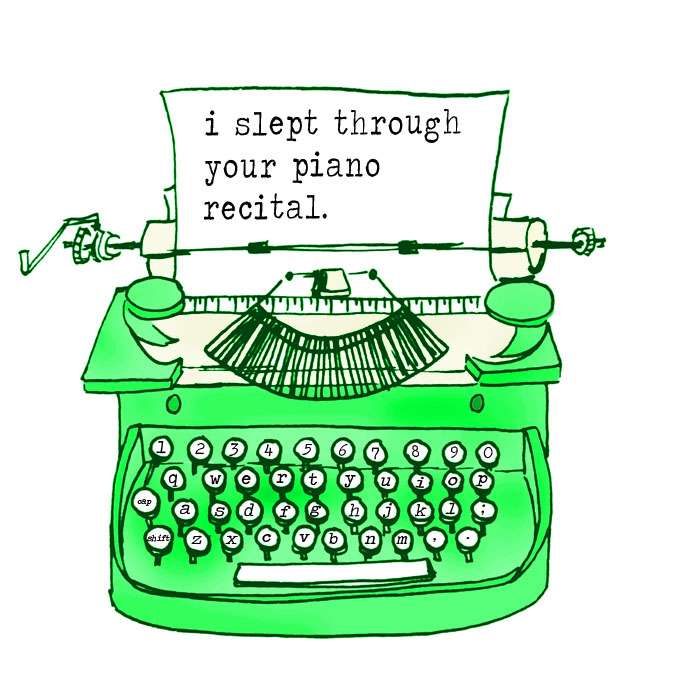 i slept through
your piano
recital.
1 2 3 4 5 6 7 8 9 0
q w e r t y u i o p
cap a s d f g h j k l ;
shift z x c v b n m , .